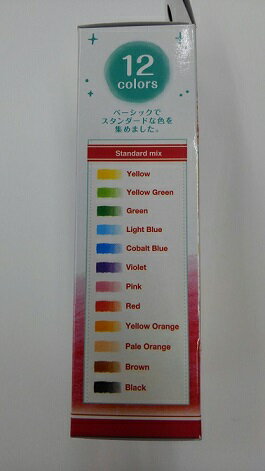 12
colors
ベーシックで
スタンダードな色を
集めました。
Standard mix
Yellow
Yellow Green
Green
Light Blue
Cobalt Blue
Violet
Pink
Red
Yellow Orange
Pale Orange
Brown
Black